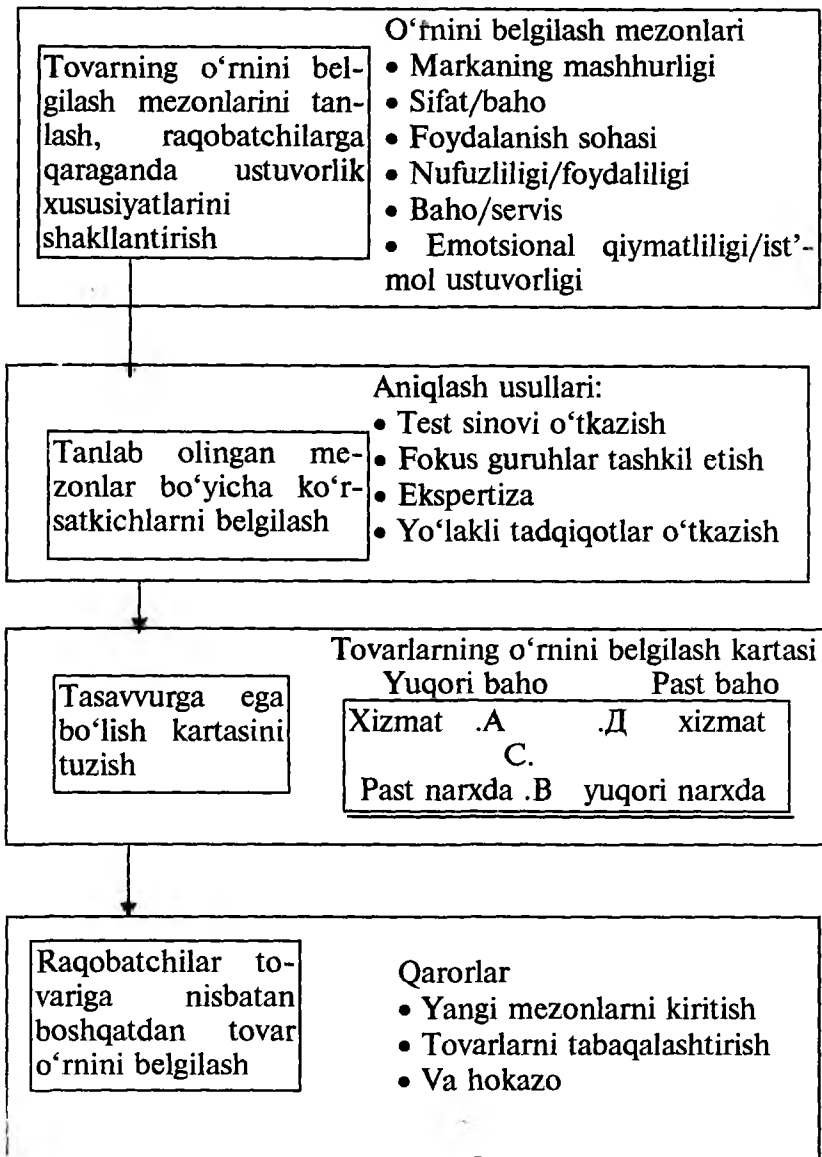 O‘rnini belgilash mezonlari
Tovarning o‘rnini bel-
gilash mezonlarini tan-
lash, raqobatchilarga
qaraganda ustuvorlik
xususiyatlarini
shakllantirish
• Markaning mashhurligi
• Sifat/baho
• Foydalanish sohasi
• Nufuzliligi/foydaliligi
• Baho/servis
• Emotsional qiymatliligi/ist’-
mol ustuvorligi
Tanlab olingan me-
zonlar bo‘yicha ko‘r-
satkichlarni belgilash
Aniqlash usullari:
• Test sinovi o‘tkazish
• Fokus guruhlar tashkil etish
• Ekspertiza
• Yo‘lakli tadqiqotlar o‘tkazish
Tasavvurga ega
bo‘lish kartasini
tuzish
Tovarlarning o‘rnini belgilash kartasi
Yuqori baho Past baho
Xizmat .A .Д xizmat
C.
Past narxda .B yuqori narxda
Raqobatchilar to-
variga nisbatan
boshqatdan tovar
o‘rnini belgilash
Qarorlar
• Yangi mezonlarni kiritish
• Tovarlarni tabaqalashtirish
• Va hokazo